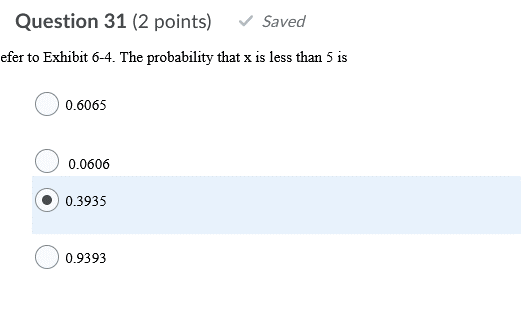 Question 31 (2 points) Saved
efer to Exhibit 6-4. The probability that x is less than 5 is
0.6065
0.0606
0.3935
0.9393